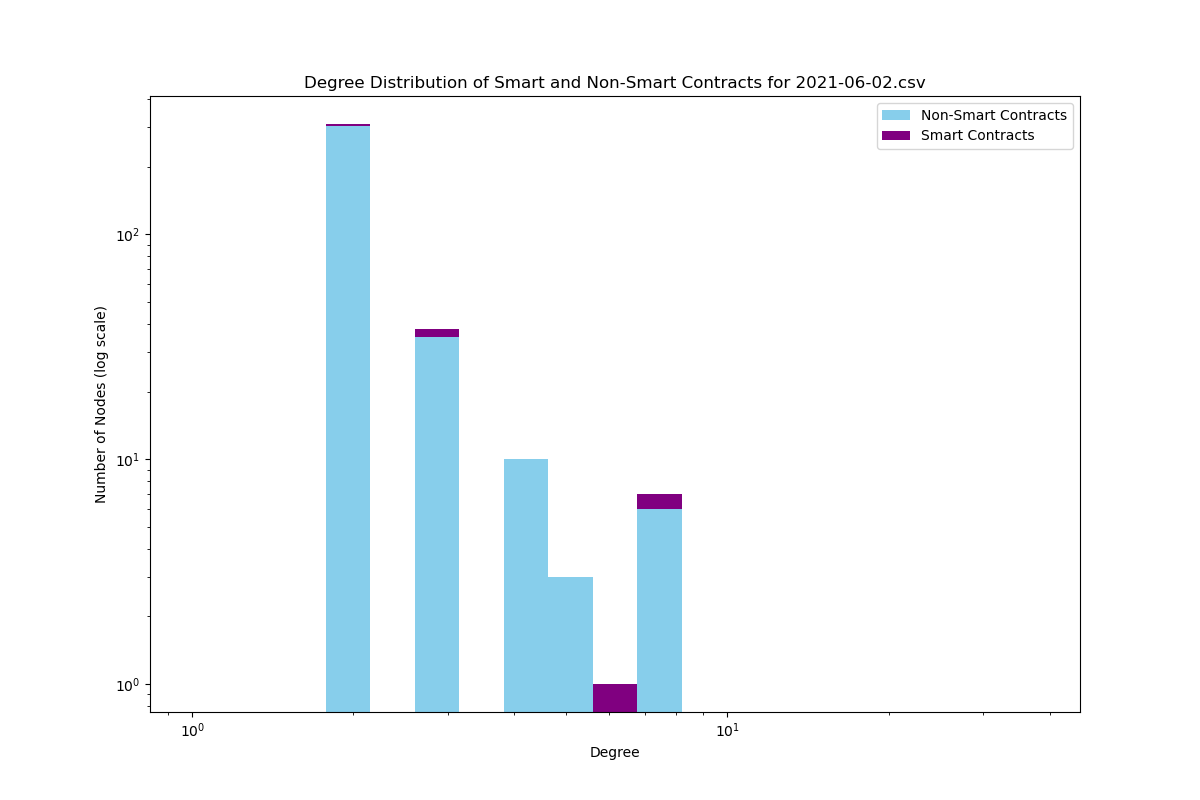 Degree Distribution of Smart and Non-Smart Contracts for 2021-06-02.csv
Non-Smart Contracts
Smart Contracts
Number of Nodes (log scale)
10²
10¹
10⁰
10⁰
10¹
Degree